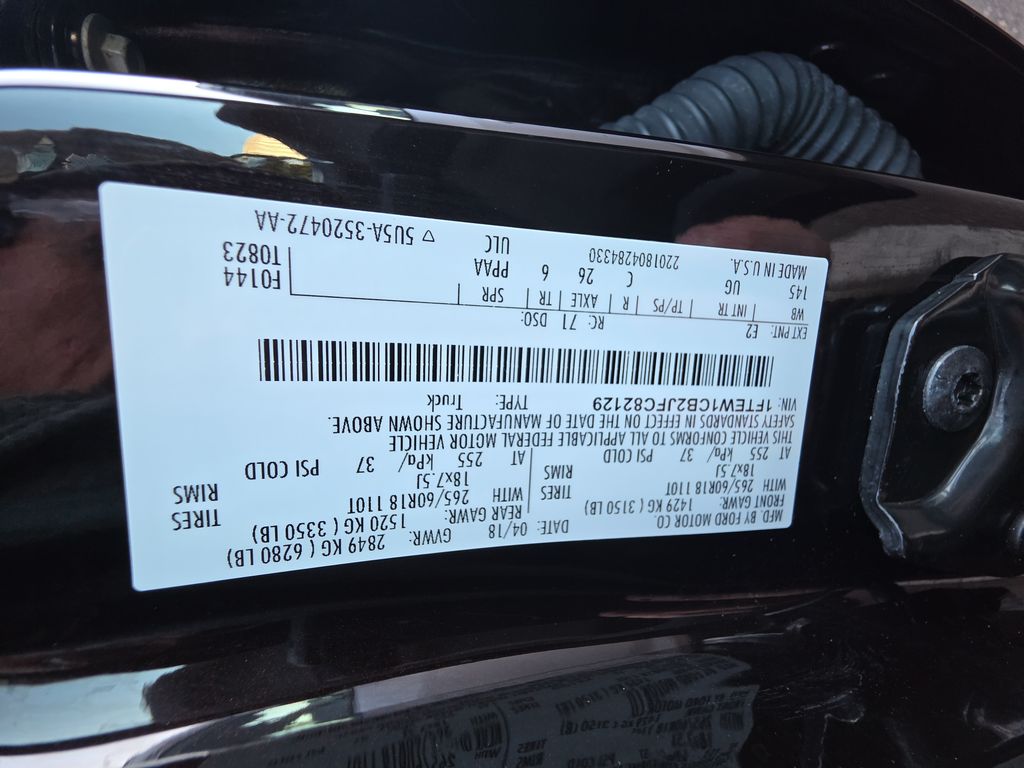 MFD. BY FORD MOTOR CO.
DATE: 04/18 GVWR: 2849 KG ( 6280 LB)
FRONT GAWR: 1429 KG ( 3150 LB) REAR GAWR: 1520 KG ( 3350 LB)
WITH 265/60R18 110T TIRES WITH 265/60R18 110T TIRES
18x7.5J RIMS 18x7.5J RIMS
AT 255 kPa/ 37 PSI COLD AT 255 kPa/ 37 PSI COLD
THIS VEHICLE CONFORMS TO ALL APPLICABLE FEDERAL MOTOR VEHICLE
SAFETY STANDARDS IN EFFECT ON THE DATE OF MANUFACTURE SHOWN ABOVE.
VIN: 1FTEW1CB2JFC82129 TYPE: Truck
EXT PNT: E2 RC: 71 DSO:
WB INT TR TP/PS R AXLE TR SPR F0144
145 UG C 26 6 PPAA T0823
MADE IN U.S.A. 2201804284330 ULC ▽ 5U5A-3520472-AA